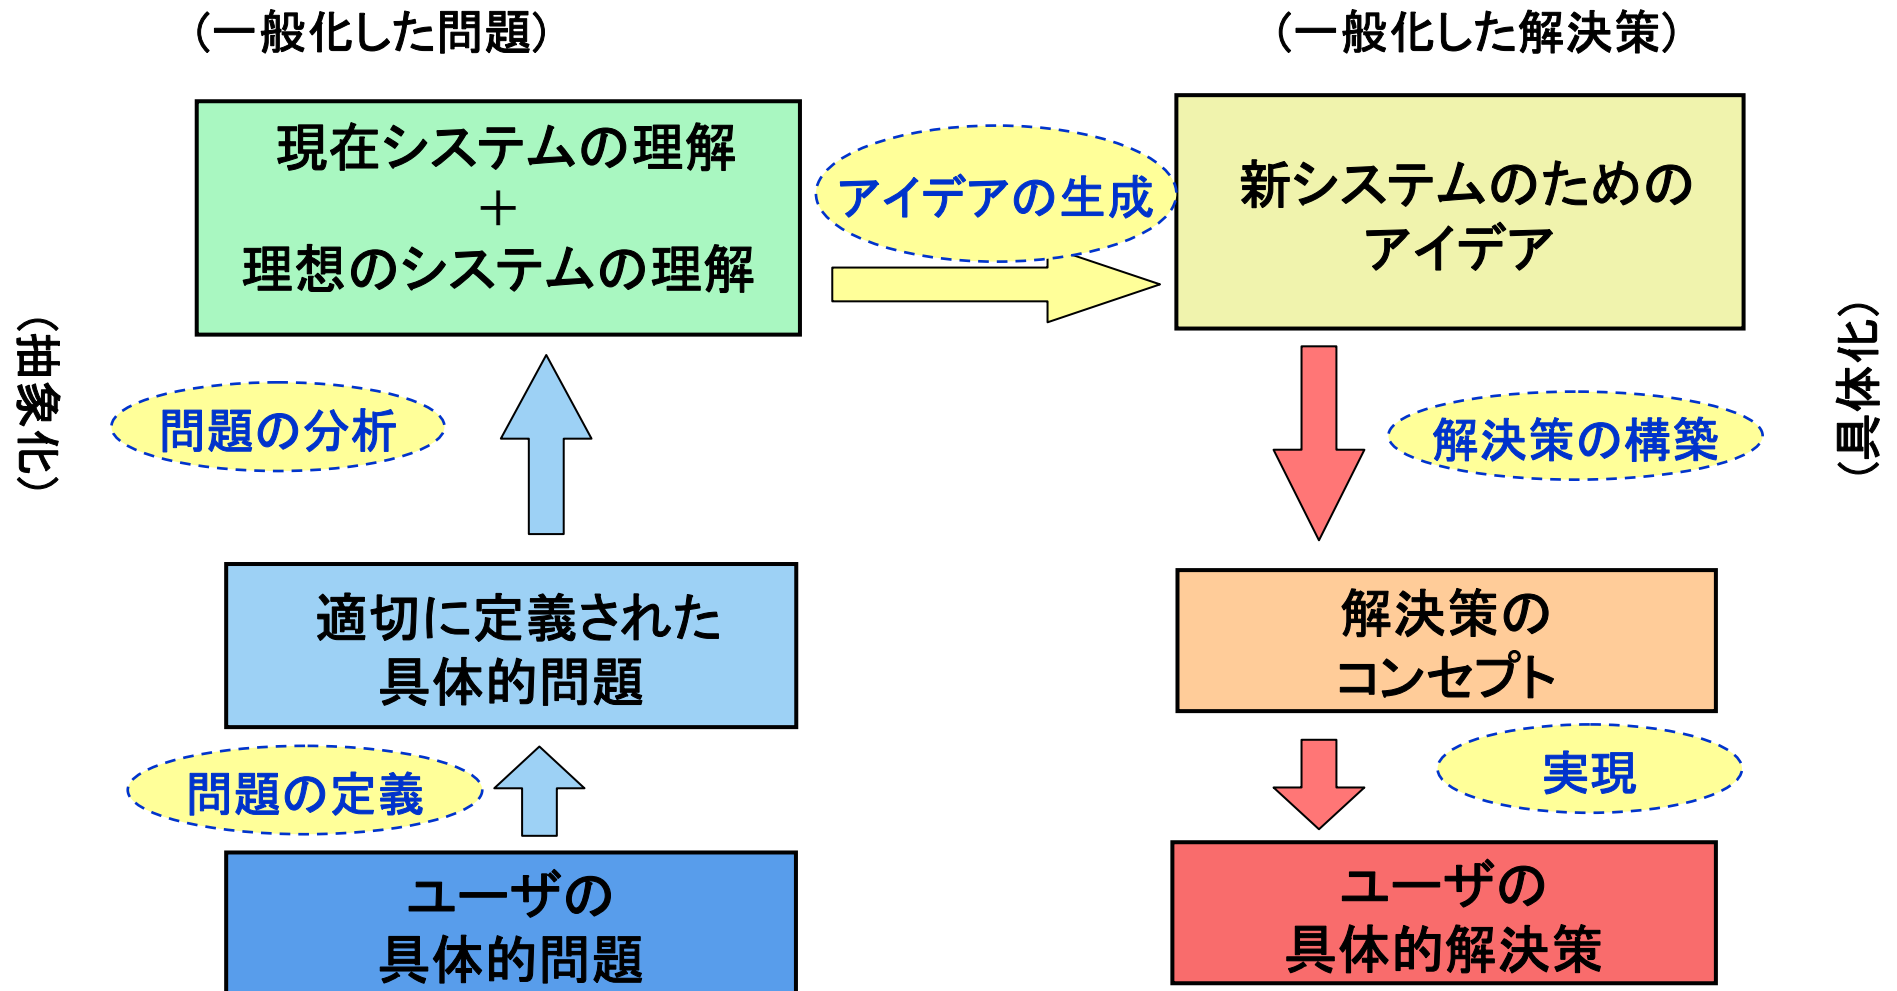 （一般化した問題）
（一般化した解決策）
現在システムの理解
＋
理想のシステムの理解
アイデアの生成
新システムのための
アイデア
（抽象化）
問題の分析
解決策の構築
（具体化）
適切に定義された
具体的問題
解決策の
コンセプト
問題の定義
実現
ユーザの
具体的問題
ユーザの
具体的解決策